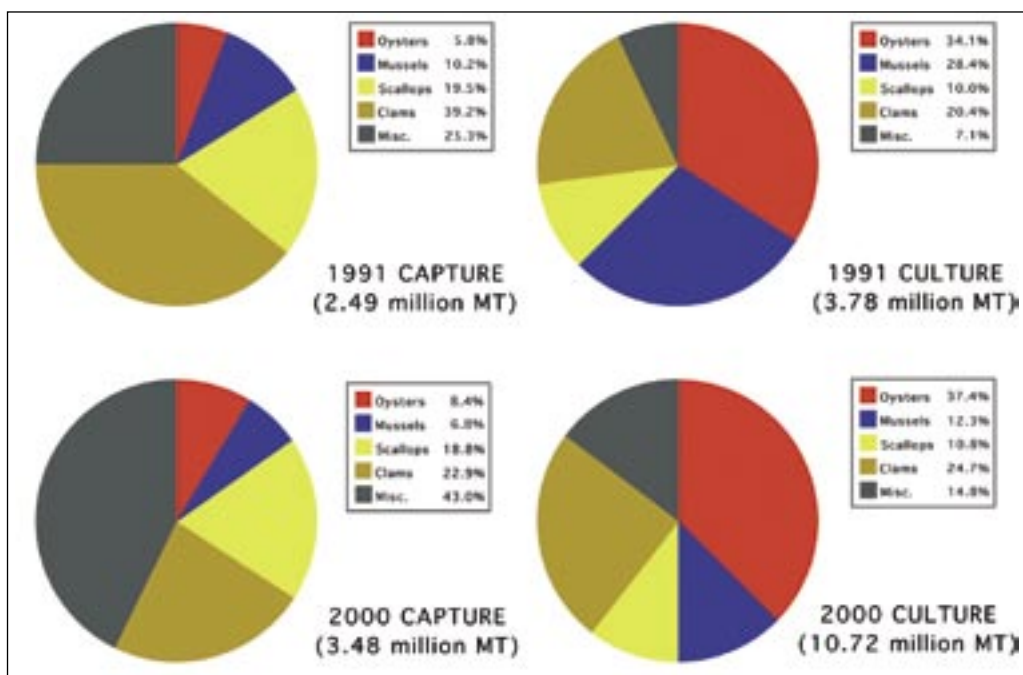 Oysters 5.8%
Mussels 10.2%
Scallops 19.5%
Clams 39.2%
Misc. 25.3%
1991 CAPTURE
(2.49 million MT)
Oysters 34.1%
Mussels 28.4%
Scallops 10.0%
Clams 20.4%
Misc. 7.1%
1991 CULTURE
(3.78 million MT)
Oysters 8.4%
Mussels 6.8%
Scallops 18.8%
Clams 22.9%
Misc. 43.0%
2000 CAPTURE
(3.48 million MT)
Oysters 37.4%
Mussels 12.3%
Scallops 10.8%
Clams 24.7%
Misc. 14.8%
2000 CULTURE
(10.72 million MT)